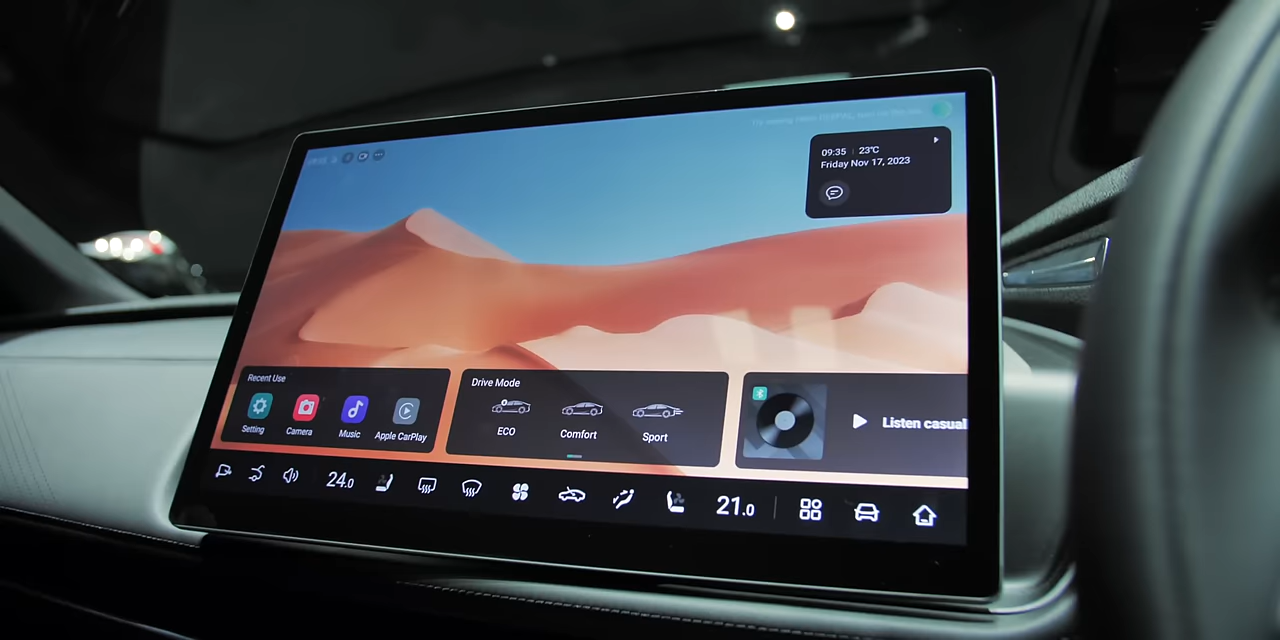 09:35 23°C
Friday Nov 17, 2023
Recent Use
Setting
Camera
Music
Apple CarPlay
Drive Mode
ECO
Comfort
Sport
Listen casual
24.0
21.0